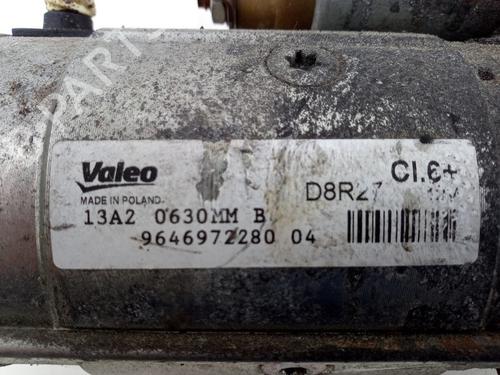 Valeo
MADE IN POLAND
13A2 0630MM B
9646972280 04
D8R27
CI.6+